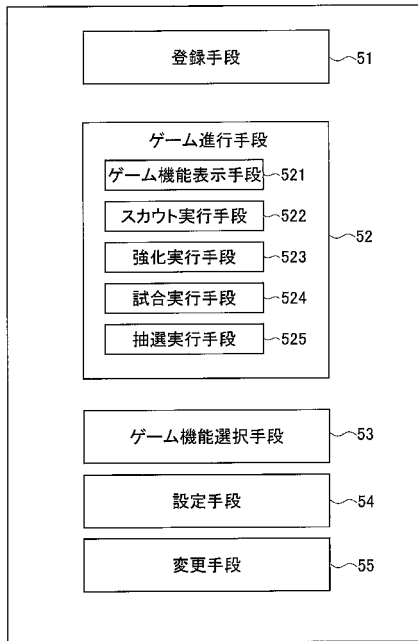 登録手段
51
ゲーム進行手段
ゲーム機能表示手段
521
スカウト実行手段
522
52
強化実行手段
523
試合実行手段
524
抽選実行手段
525
ゲーム機能選択手段
53
設定手段
54
変更手段
55